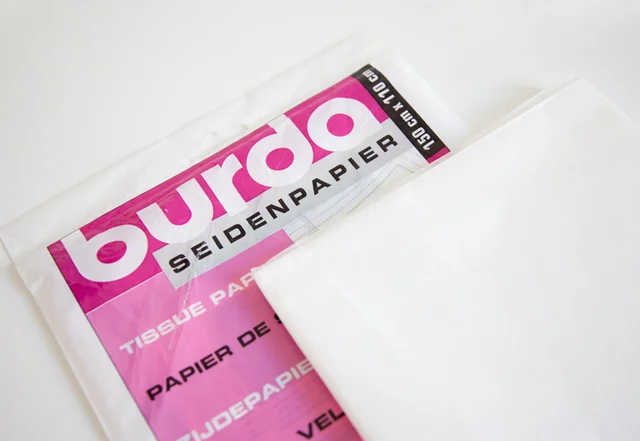 burda
150 cm x 110 cm
SEIDENPAPIER
TISSUE PAP
PAPIER DE S
ZIJDEPAPIE
VEL